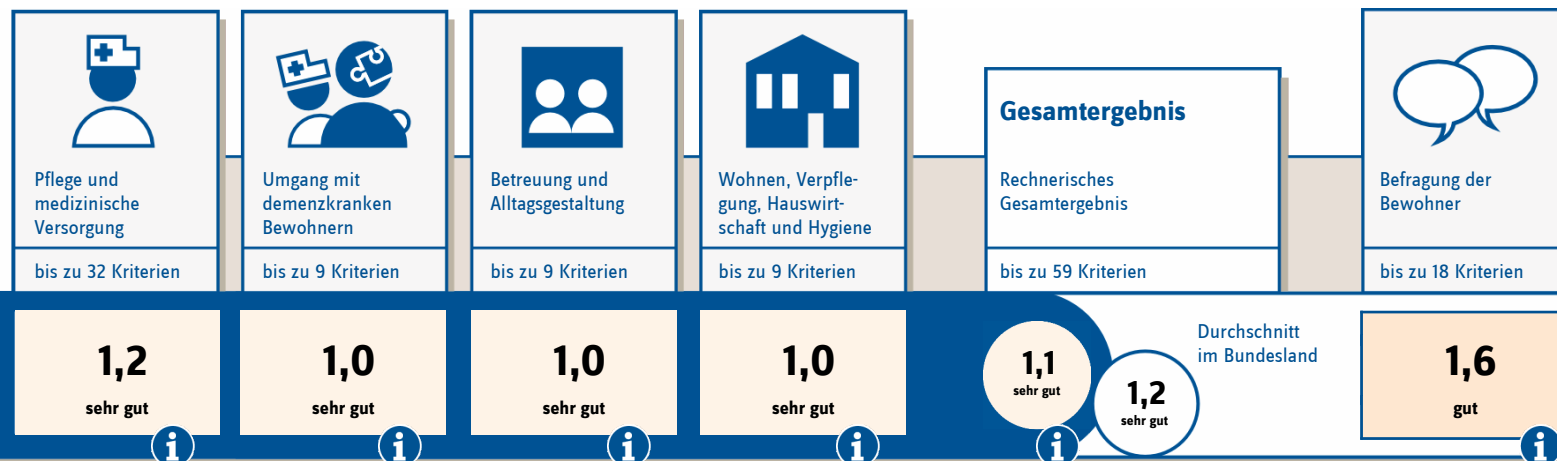 Pflege und
medizinische
Versorgung
bis zu 32 Kriterien
1,2
sehr gut
Umgang mit
demenzkranken
Bewohnern
bis zu 9 Kriterien
1,0
sehr gut
Betreuung und
Alltagsgestaltung
bis zu 9 Kriterien
1,0
sehr gut
Wohnen, Verpfle-
gung, Hauswirt-
schaft und Hygiene
bis zu 9 Kriterien
1,0
sehr gut
Gesamtergebnis
Rechnerisches
Gesamtergebnis
bis zu 59 Kriterien
1,1
sehr gut
Durchschnitt
im Bundesland
1,2
sehr gut
Befragung der
Bewohner
bis zu 18 Kriterien
1,6
gut
i
i
i
i
i
i